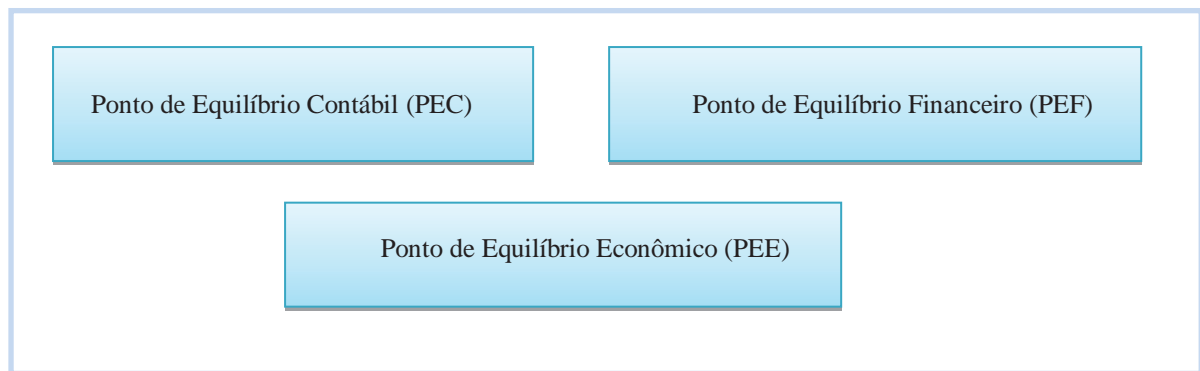 Ponto de Equilíbrio Contábil (PEC)
Ponto de Equilíbrio Financeiro (PEF)
Ponto de Equilíbrio Econômico (PEE)